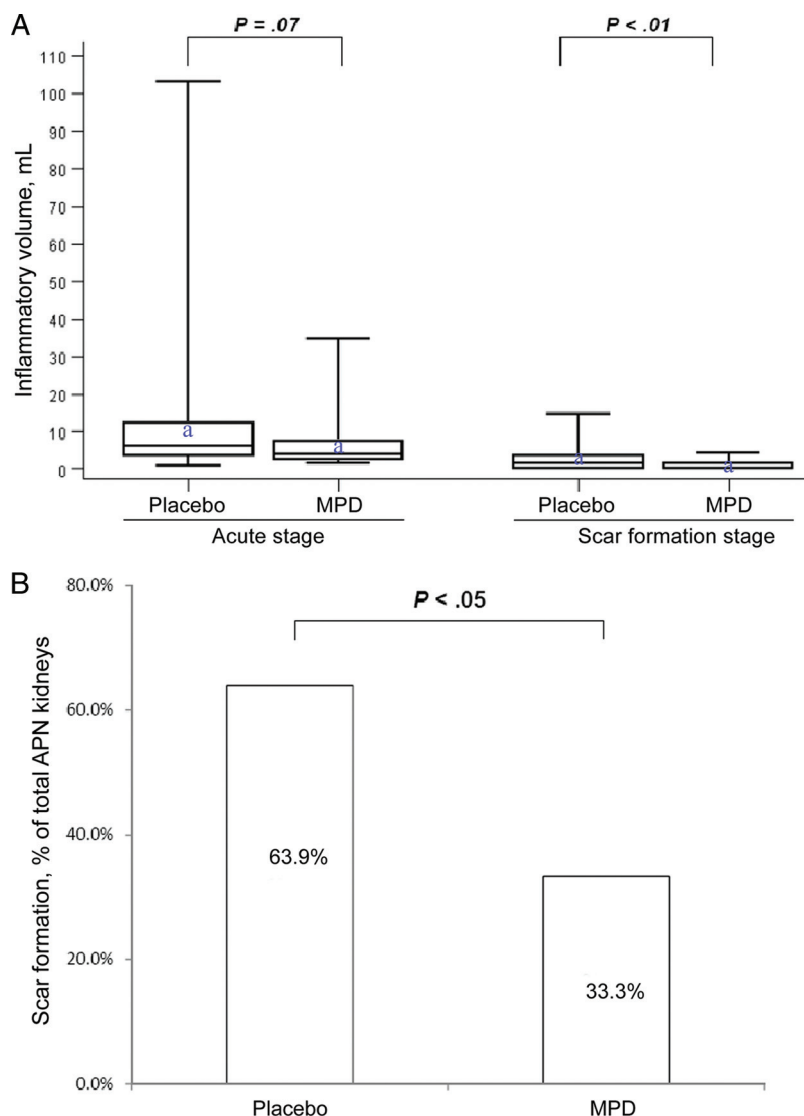 A
P = .07 P < .01
Inflammatory volume, mL
110
100
90
80
70
60
50
40
30
20
10
0
a a a a
Placebo MPD Placebo MPD
Acute stage Scar formation stage
B
P < .05
Scar formation, % of total APN kidneys
80.0%
60.0%
40.0%
20.0%
0.0%
63.9%
33.3%
Placebo MPD